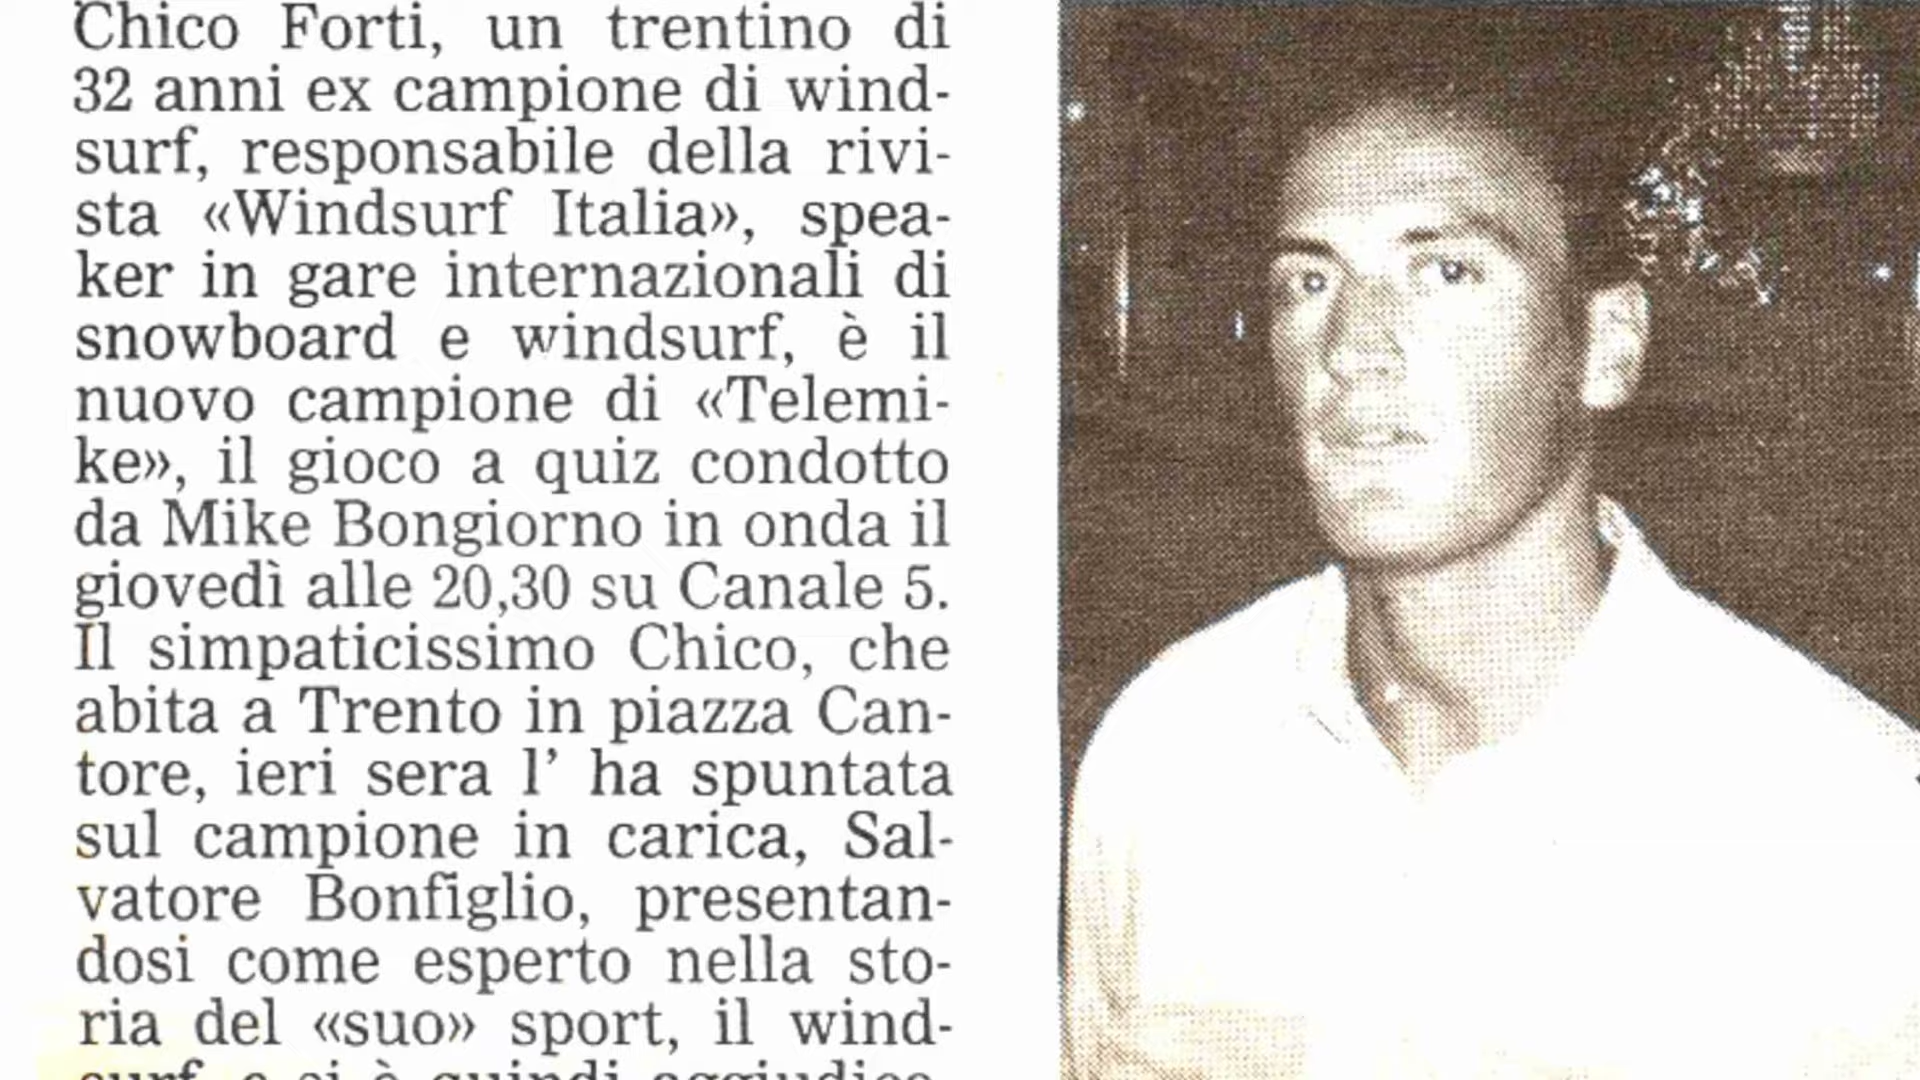 Chico Forti, un trentino di
32 anni ex campione di wind-
surf, responsabile della rivi-
sta «Windsurf Italia», spea-
ker in gare internazionali di
snowboard e windsurf, è il
nuovo campione di «Telemi-
ke», il gioco a quiz condotto
da Mike Bongiorno in onda il
giovedì alle 20,30 su Canale 5.
Il simpaticissimo Chico, che
abita a Trento in piazza Can-
tore, ieri sera l' ha spuntata
sul campione in carica, Sal-
vatore Bonfiglio, presentan-
dosi come esperto nella sto-
ria del «suo» sport, il wind-
surf, e si è quindi aggiudica-